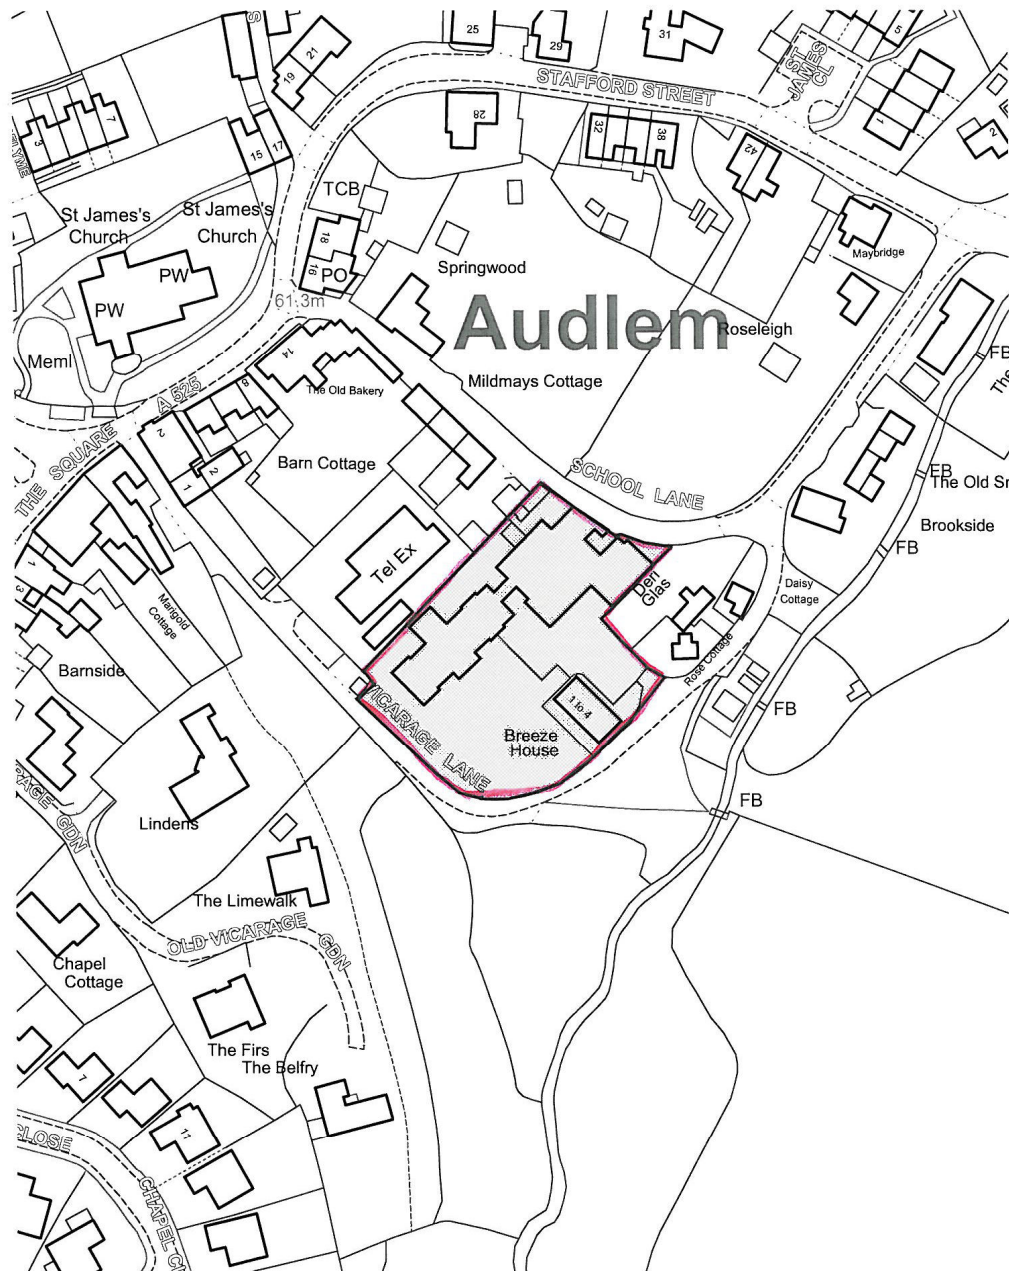 25
29
31
5
21
19
STAFFORD STREET
ST
JAMES
CL
28
32
38
42
1
2
3
7
15
17
TCB
St James's
Church
St James's
Church
18
16
PO
PW
PW
61.3m
Springwood
Maybridge
Audlem
Roseleigh
Meml
14
The Old Bakery
Mildmays Cottage
FB
A 525
8
2
THE SQUARE
2
1
Barn Cottage
SCHOOL LANE
FB
Brookside
FB
Tel Ex
Deri
Glas
Daisy
Cottage
1
3
Marigold
Cottage
Rose Cottage
Barnside
VICARAGE LANE
1 to 4
Breeze
House
FB
FB
Lindens
GDN
The Limewalk
OLD VICARAGE
GDN
Chapel
Cottage
The Firs
The Belfry
7
11
CLOSE
CHAPEL